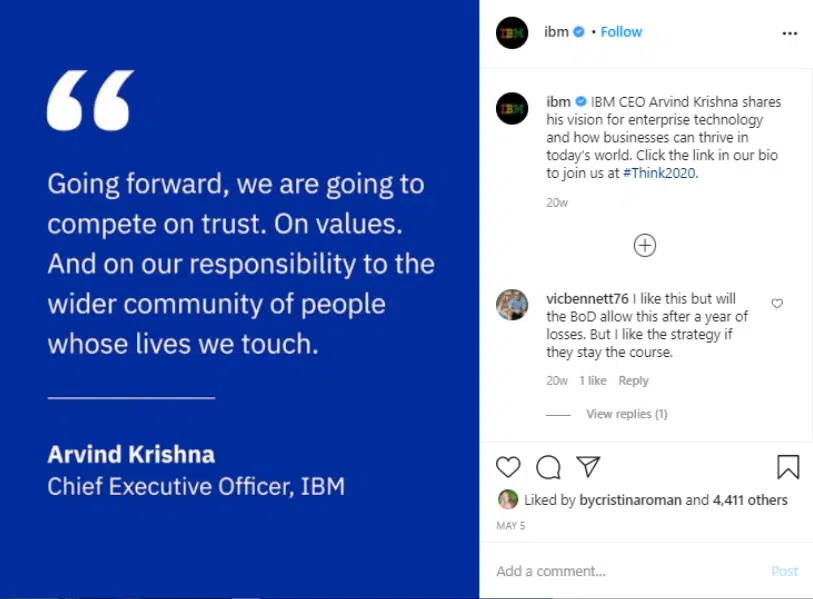 “
Going forward, we are going to
compete on trust. On values.
And on our responsibility to the
wider community of people
whose lives we touch.
Arvind Krishna
Chief Executive Officer, IBM
IBM
ibm • Follow
...
IBM
ibm IBM CEO Arvind Krishna shares
his vision for enterprise technology
and how businesses can thrive in
today's world. Click the link in our bio
to join us at #Think2020.
20w
vicbennett76 I like this but will
the BoD allow this after a year of
losses. But I like the strategy if
they stay the course.
20w 1 like Reply
View replies (1)
Liked by bycristinaroman and 4,411 others
MAY 5
Add a comment... Post